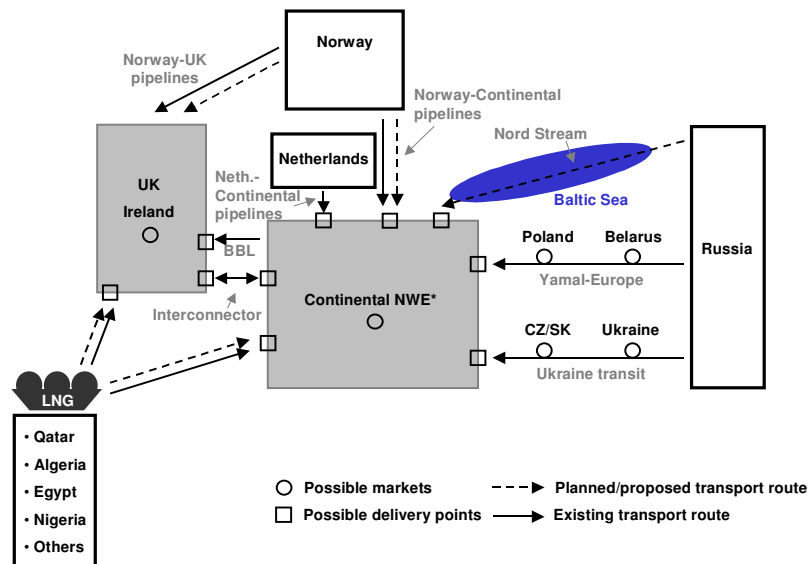 Norway
Norway-UK
pipelines
Norway-Continental
pipelines
Nord Stream
Netherlands
UK
Ireland
Neth.-
Continental
pipelines
Baltic Sea
Russia
BBL
Poland
Belarus
Yamal-Europe
Interconnector
Continental NWE*
CZ/SK
Ukraine
Ukraine transit
LNG
• Qatar
• Algeria
• Egypt
• Nigeria
• Others
Possible markets
Planned/proposed transport route
Possible delivery points
Existing transport route